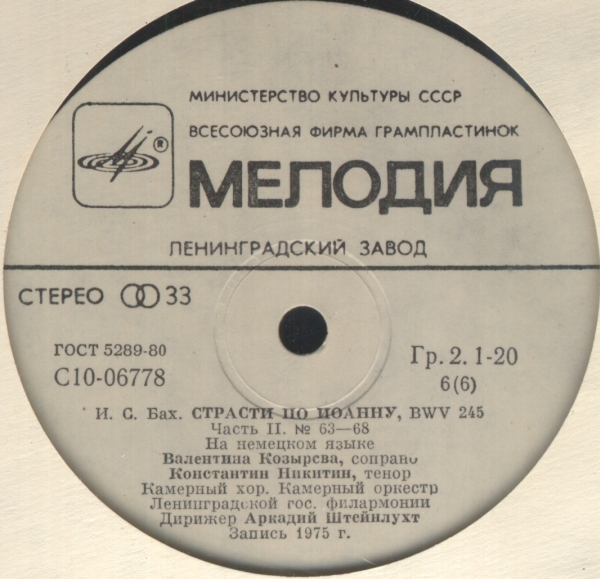 МИНИСТЕРСТВО КУЛЬТУРЫ СССР
ВСЕСОЮЗНАЯ ФИРМА ГРАМПЛАСТИНОК
®
МЕЛОДИЯ
ЛЕНИНГРАДСКИЙ ЗАВОД
СТЕРЕО 33
ГОСТ 5289-80
С10-06778
Гр. 2. 1-20
6(6)
И. С. Бах. СТРАСТИ ПО ИОАННУ, BWV 245
Часть II. № 63—68
На немецком языке
Валентина Козырева, сопрано
Константин Никитин, тенор
Камерный хор. Камерный оркестр
Ленинградской гос. филармонии
Дирижер Аркадий Штейнлухт
Запись 1975 г.